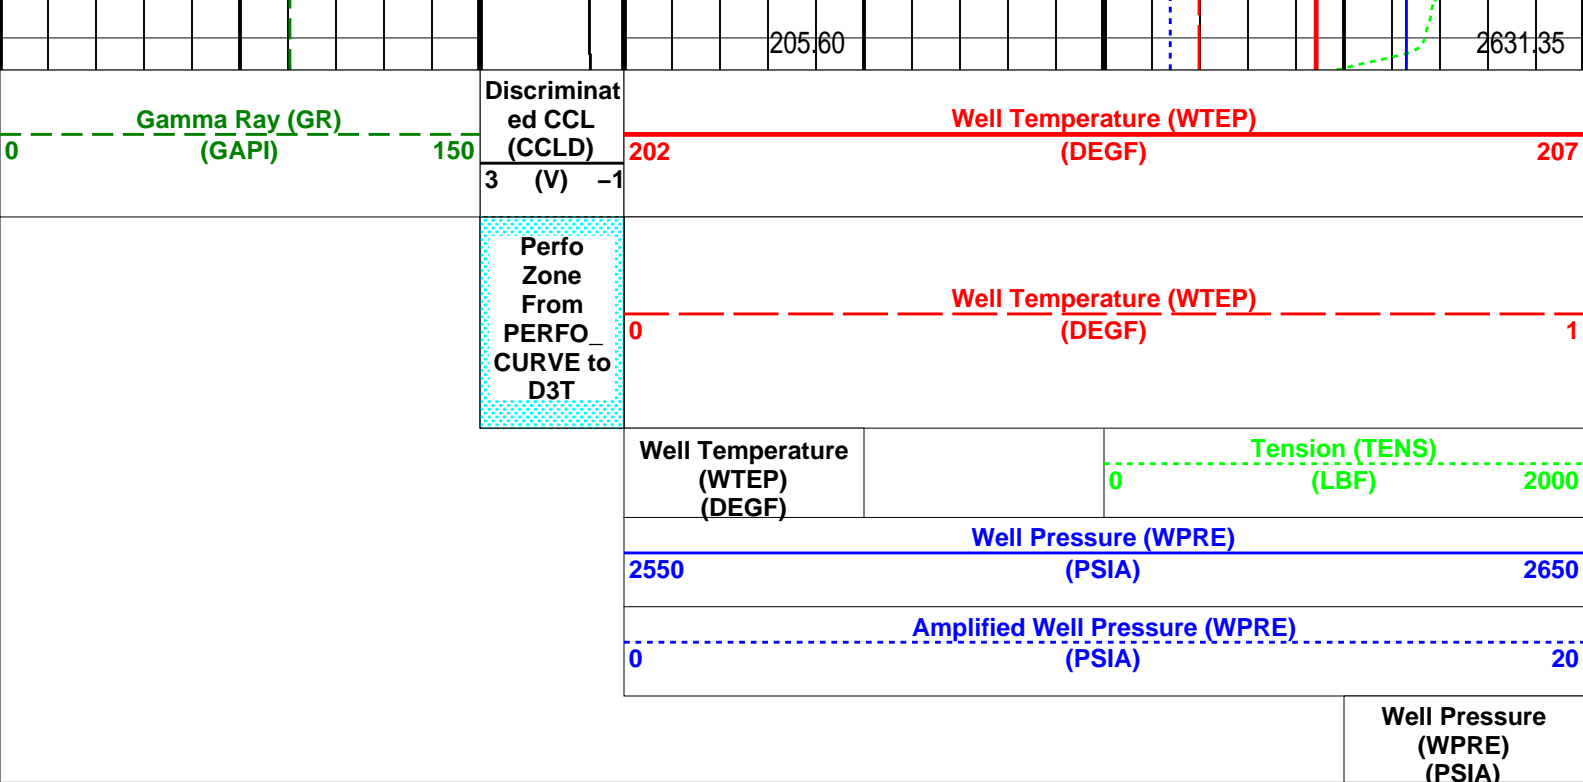 205.60 2631.35
Discriminat
ed CCL
(CCLD)
3 (V) −1
Gamma Ray (GR)
0 (GAPI) 150
Well Temperature (WTEP)
202 (DEGF) 207
Perfo
Zone
From
PERFO_
CURVE to
D3T
Well Temperature (WTEP)
0 (DEGF) 1
Well Temperature
(WTEP)
(DEGF)
Tension (TENS)
0 (LBF) 2000
Well Pressure (WPRE)
2550 (PSIA) 2650
Amplified Well Pressure (WPRE)
0 (PSIA) 20
Well Pressure
(WPRE)
(PSIA)